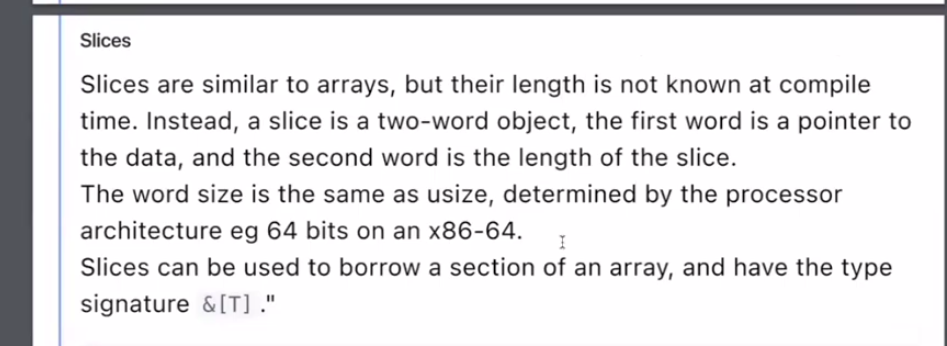 Slices
Slices are similar to arrays, but their length is not known at compile
time. Instead, a slice is a two-word object, the first word is a pointer to
the data, and the second word is the length of the slice.
The word size is the same as usize, determined by the processor
architecture eg 64 bits on an x86-64.
Slices can be used to borrow a section of an array, and have the type
signature &[T] ."